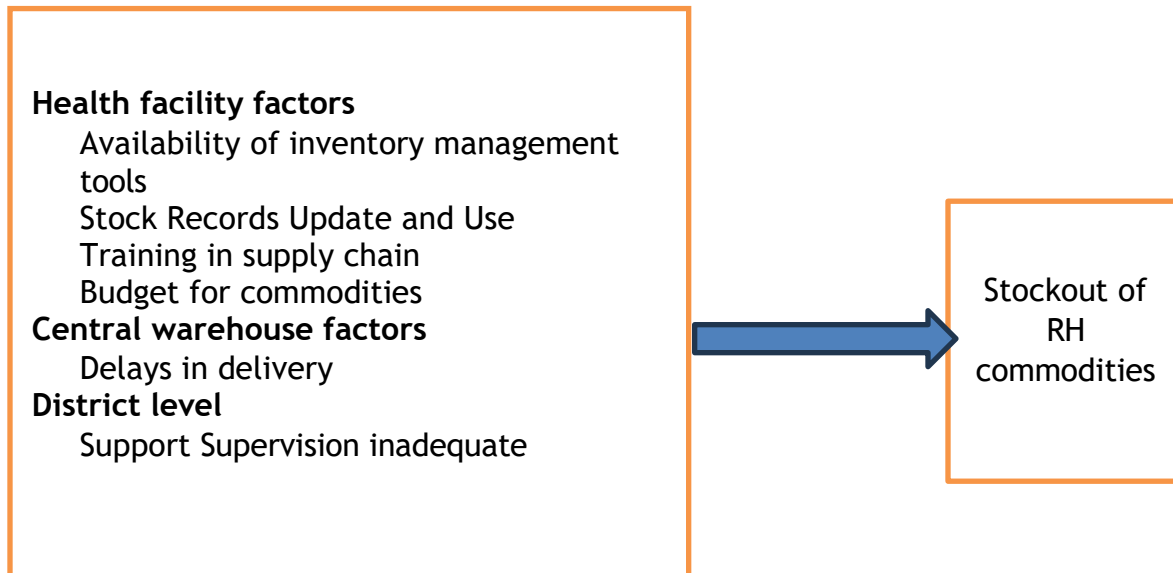 Health facility factors
Availability of inventory management
tools
Stock Records Update and Use
Training in supply chain
Budget for commodities
Central warehouse factors
Delays in delivery
District level
Support Supervision inadequate
Stockout of
RH
commodities